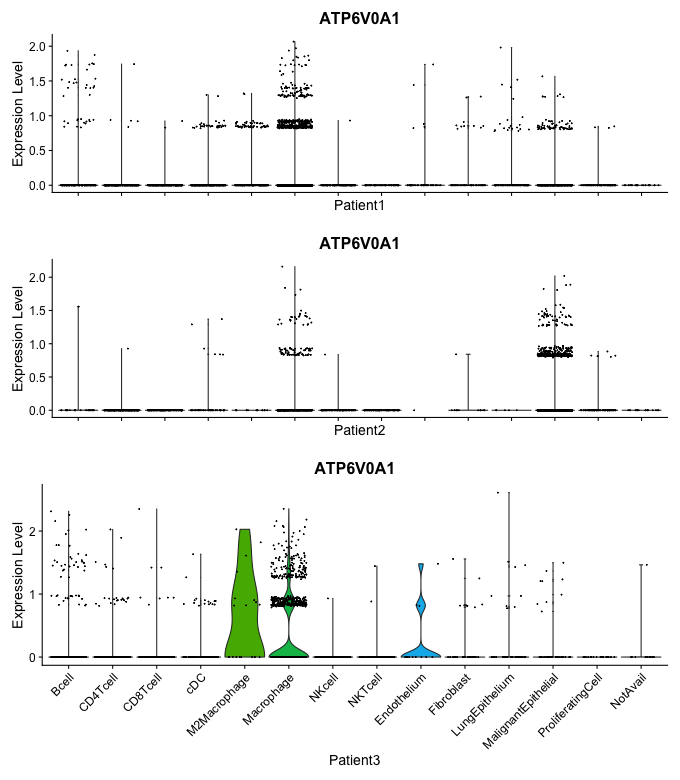 ATP6V0A1
Expression Level
2.0
1.5
1.0
0.5
0.0
Patient1
ATP6V0A1
Expression Level
2.0
1.5
1.0
0.5
0.0
Patient2
ATP6V0A1
Expression Level
2
1
0
Bcell
CD4Tcell
CD8Tcell
cDC
M2Macrophage
Macrophage
NKcell
NKTcell
Endothelium
Fibroblast
LungEpithelium
MalignantEpithelial
ProliferatingCell
NotAvail
Patient3